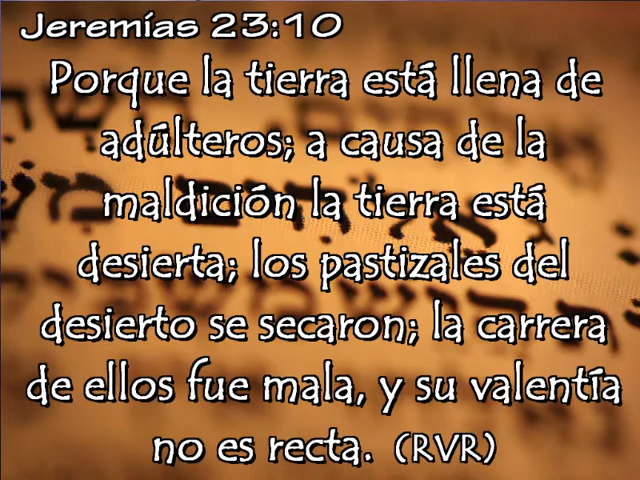 Jeremías 23:10
Porque la tierra está llena de
adúlteros; a causa de la
maldición la tierra está
desierta; los pastizales del
desierto se secaron; la carrera
de ellos fue mala, y su valentía
no es recta. (RVR)